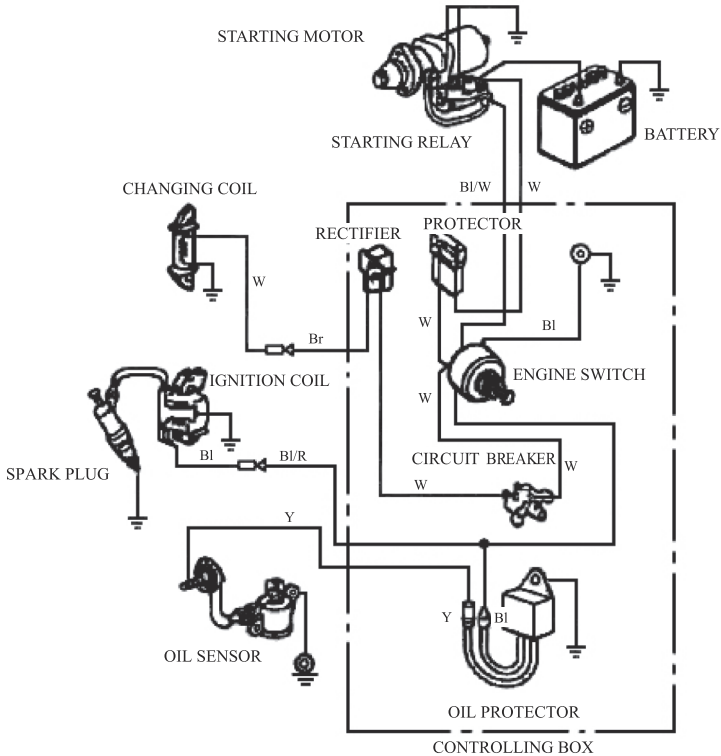 STARTING MOTOR
STARTING RELAY
BATTERY
Bl/W
W
CHANGING COIL
RECTIFIER
PROTECTOR
W
Br
W
Bl
IGNITION COIL
ENGINE SWITCH
W
Bl
Bl/R
CIRCUIT BREAKER
W
SPARK PLUG
W
Y
Y
Bl
OIL SENSOR
OIL PROTECTOR
CONTROLLING BOX